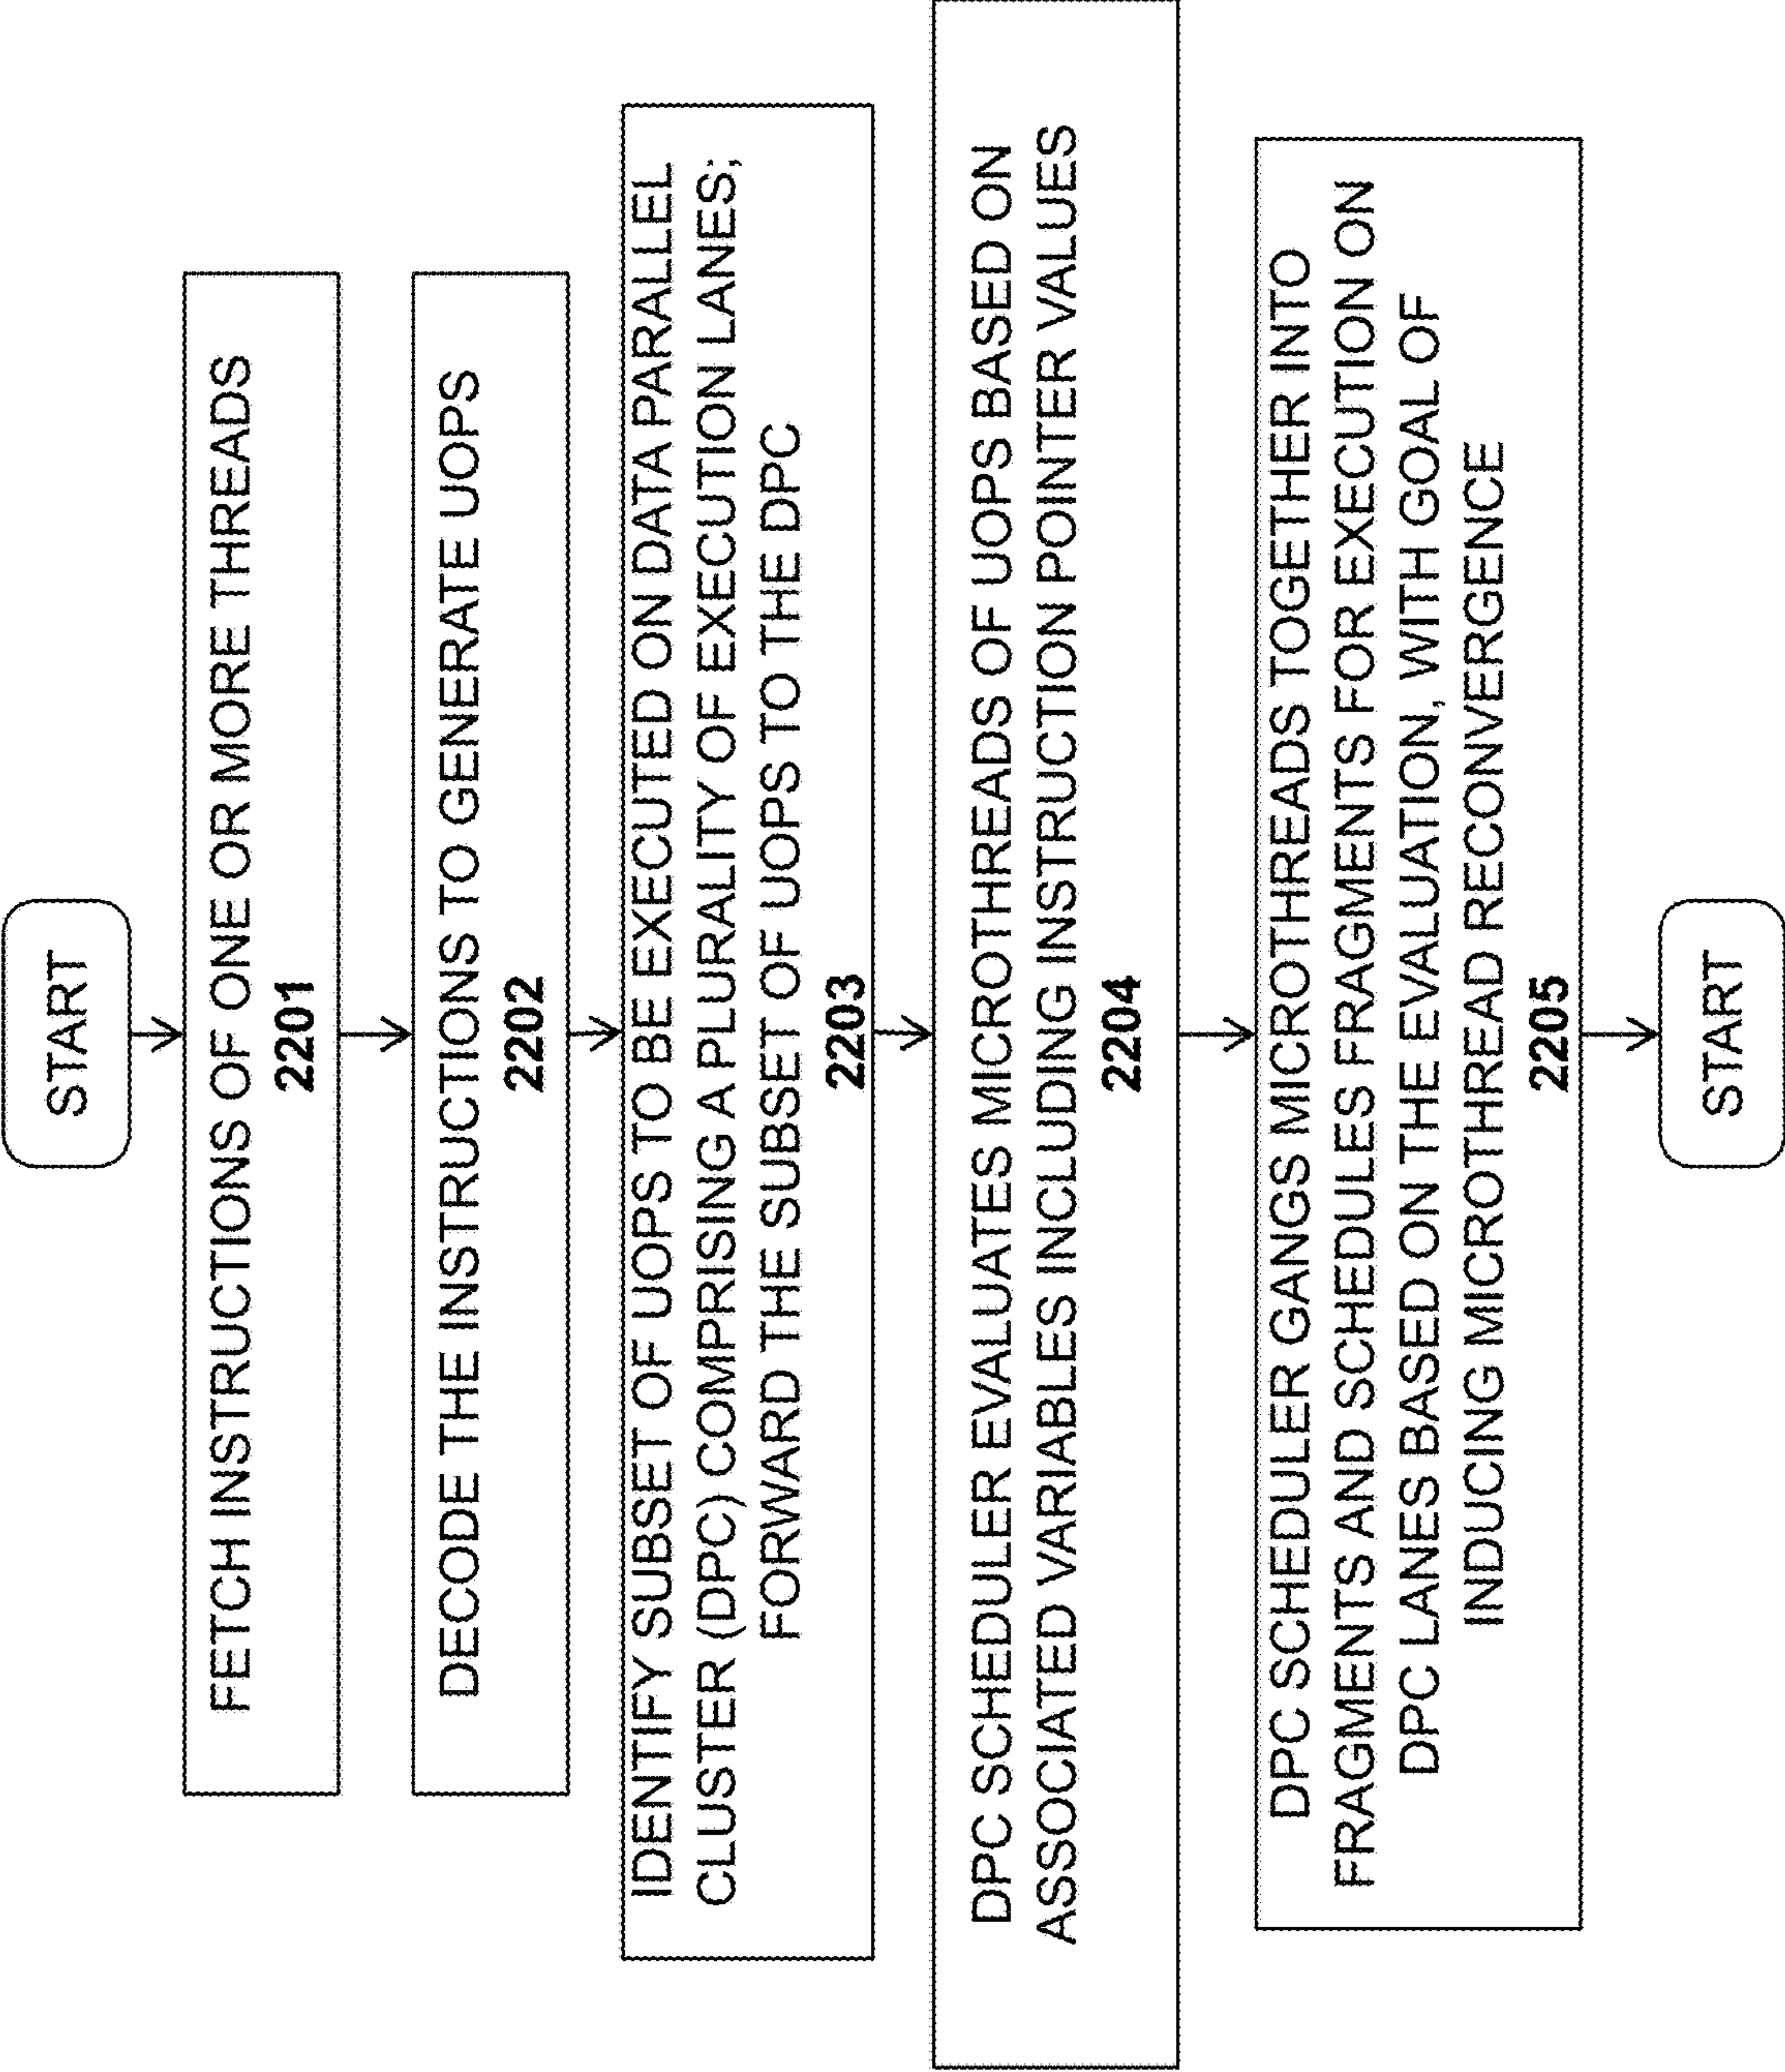 START
FETCH INSTRUCTIONS OF ONE OR MORE THREADS
2201
DECODE THE INSTRUCTIONS TO GENERATE UOPS
2202
IDENTIFY SUBSET OF UOPS TO BE EXECUTED ON DATA PARALLEL
CLUSTER (DPC) COMPRISING A PLURALITY OF EXECUTION LANES;
FORWARD THE SUBSET OF UOPS TO THE DPC
2203
DPC SCHEDULER EVALUATES MICROTHREADS OF UOPS BASED ON
ASSOCIATED VARIABLES INCLUDING INSTRUCTION POINTER VALUES
2204
DPC SCHEDULER GANGS MICROTHREADS TOGETHER INTO
FRAGMENTS AND SCHEDULES FRAGMENTS FOR EXECUTION ON
DPC LANES BASED ON THE EVALUATION, WITH GOAL OF
INDUCING MICROTHREAD RECONVERGENCE
2205
START